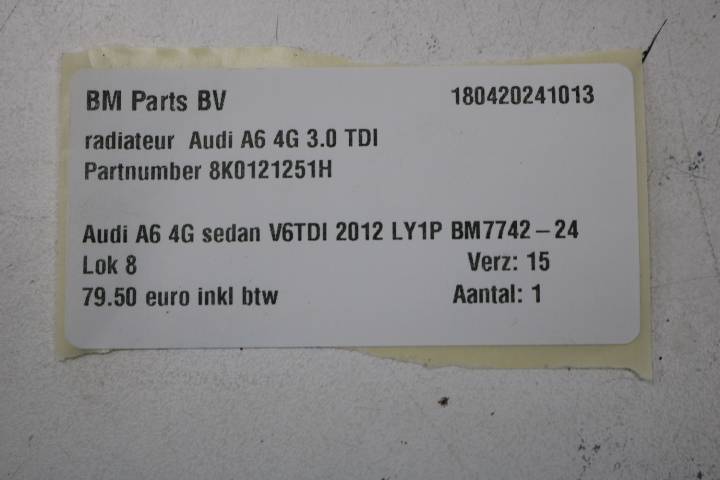 BM Parts BV 180420241013
radiateur Audi A6 4G 3.0 TDI
Partnumber 8K0121251H
Audi A6 4G sedan V6TDI 2012 LY1P BM7742-24
Lok 8 Verz: 15
79.50 euro inkl btw Aantal: 1